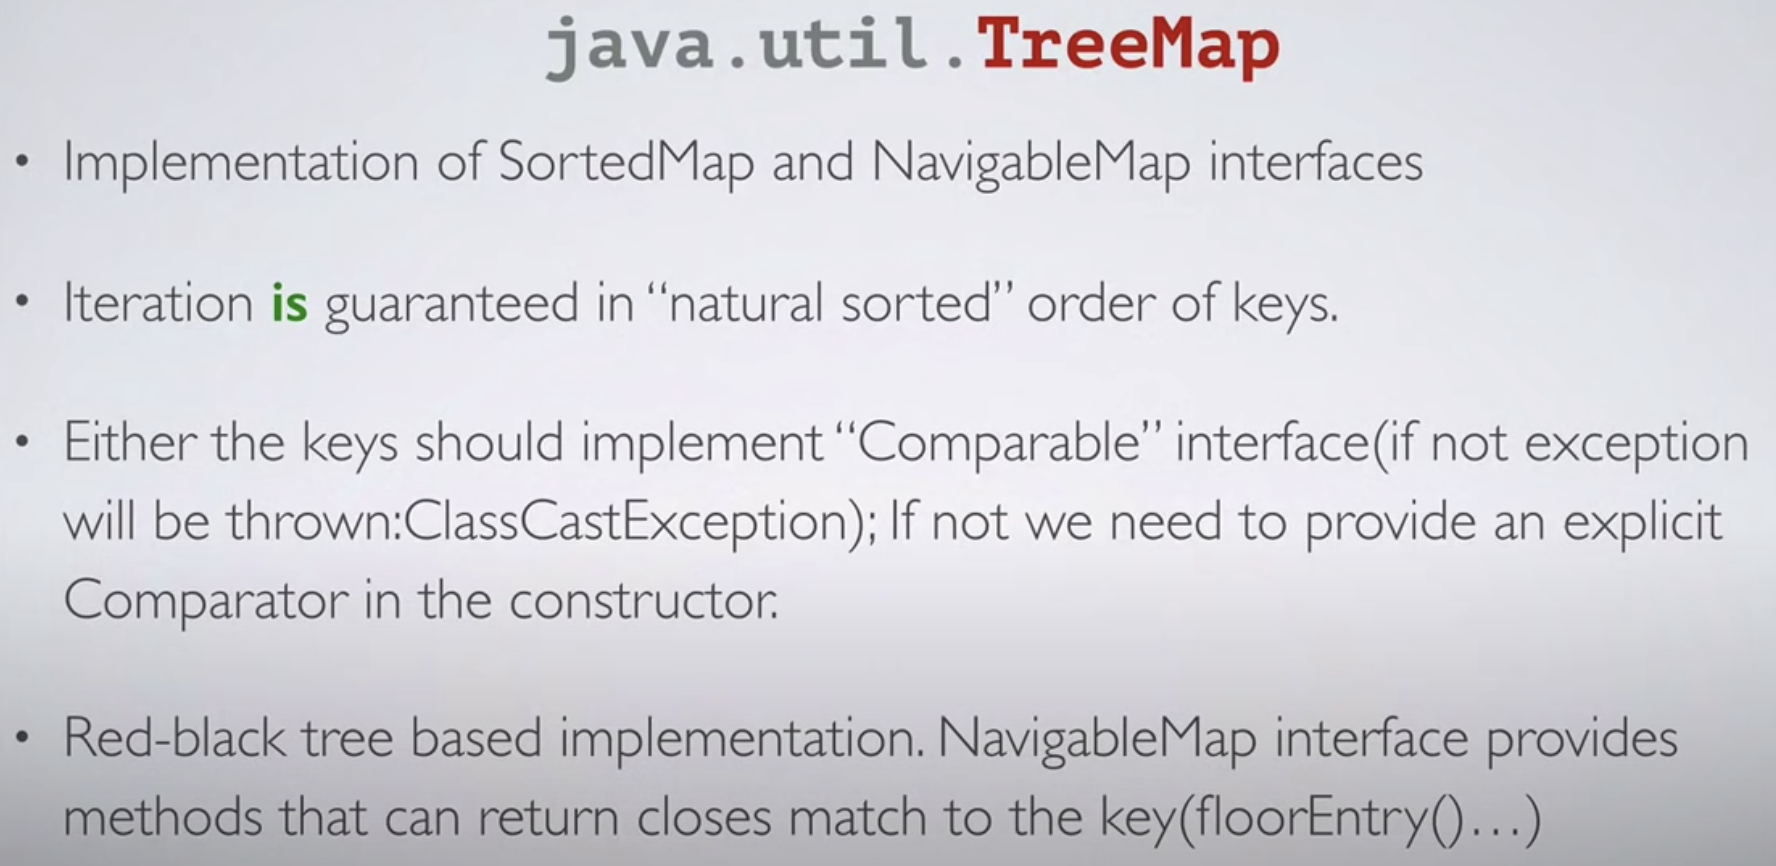 java.util.TreeMap
• Implementation of SortedMap and NavigableMap interfaces
• Iteration is guaranteed in “natural sorted” order of keys.
• Either the keys should implement “Comparable” interface(if not exception
will be thrown:ClassCastException); If not we need to provide an explicit
Comparator in the constructor.
• Red-black tree based implementation. NavigableMap interface provides
methods that can return closes match to the key(floorEntry()...)